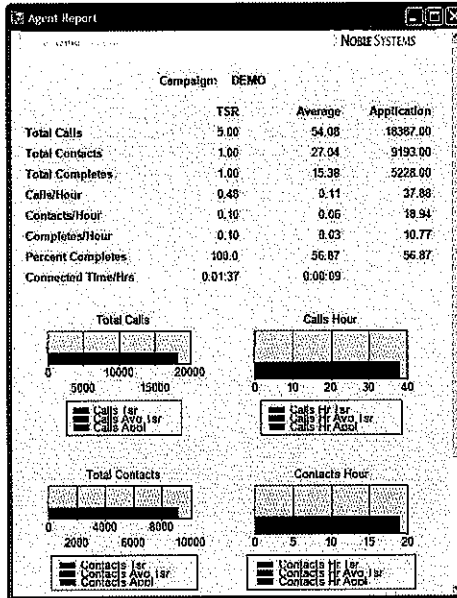 Agent Report
NOBLE SYSTEMS
Campaign: DEMO
TSR Average Application
Total Calls 5.00 54.08 18387.00
Total Contacts 1.00 27.04 9193.00
Total Completes 1.00 15.38 5228.00
Calls/Hour 0.48 0.11 37.88
Contacts/Hour 0.10 0.06 18.94
Completes/Hour 0.10 0.03 10.77
Percent Completes 100.0 56.87 56.87
Connected Time/Hrs 0:01:37 0:00:09
Total Calls
0 10000 20000
5000 15000
Calls Tsr
Calls Avg Tsr
Calls Appl
Calls Hour
0 10 20 30 40
Calls Hr Tsr
Calls Hr Avg Tsr
Calls Hr Appl
Total Contacts
0 4000 8000
2000 6000 10000
Contacts Tsr
Contacts Avg Tsr
Contacts Appl
Contacts Hour
0 5 10 15 20
Contacts Hr Tsr
Contacts Hr Avg Tsr
Contacts Hr Appl